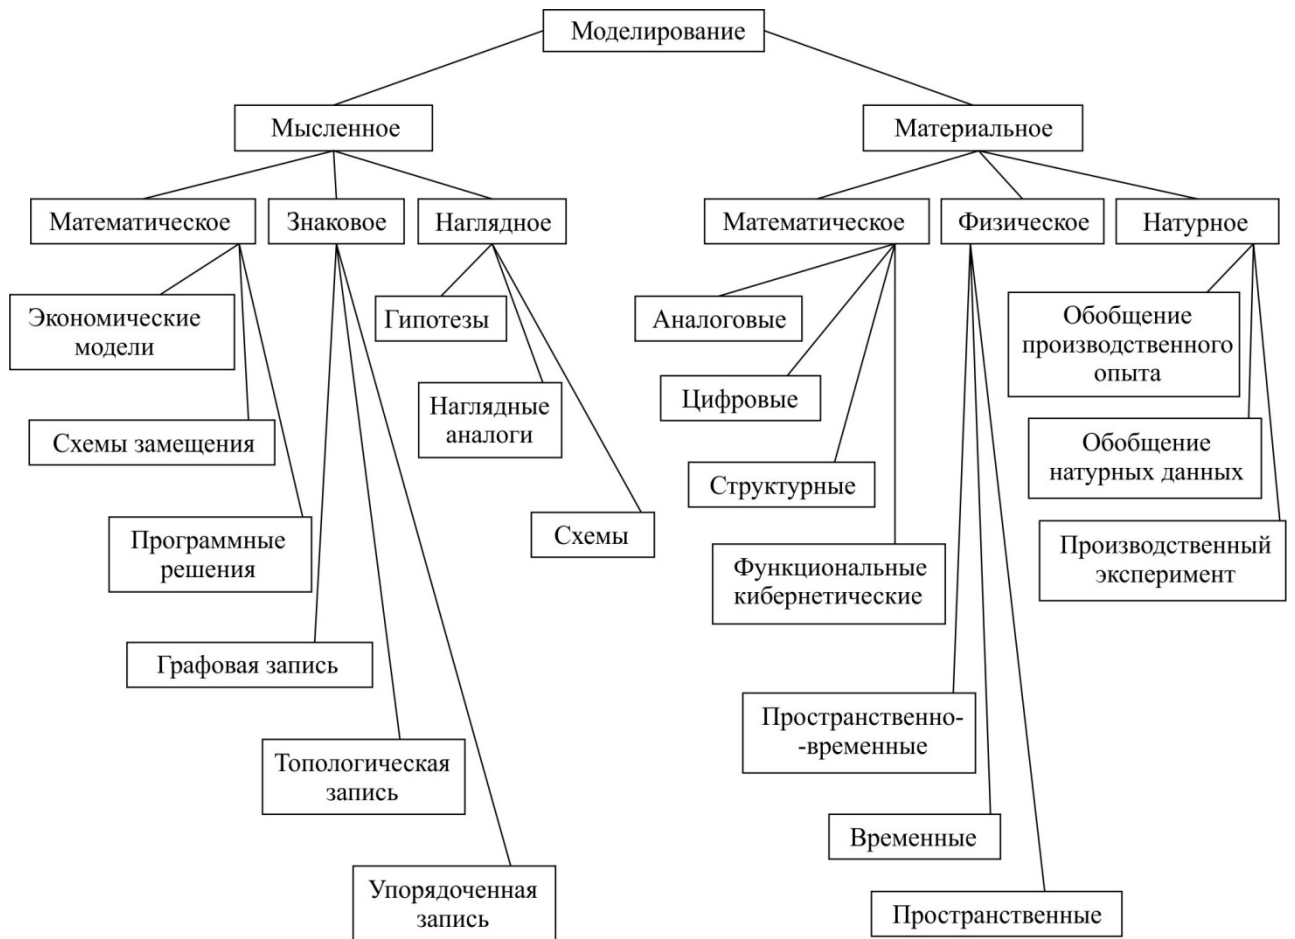 Моделирование
Мысленное
Материальное
Математическое
Знаковое
Наглядное
Математическое
Физическое
Натурное
Экономические
модели
Гипотезы
Аналоговые
Обобщение
производственного
опыта
Наглядные
аналоги
Цифровые
Схемы замещения
Обобщение
натурных данных
Структурные
Программные
решения
Схемы
Функциональные
кибернетические
Производственный
эксперимент
Графовая запись
Пространственно-
-временные
Топологическая
запись
Временные
Упорядоченная
запись
Пространственные